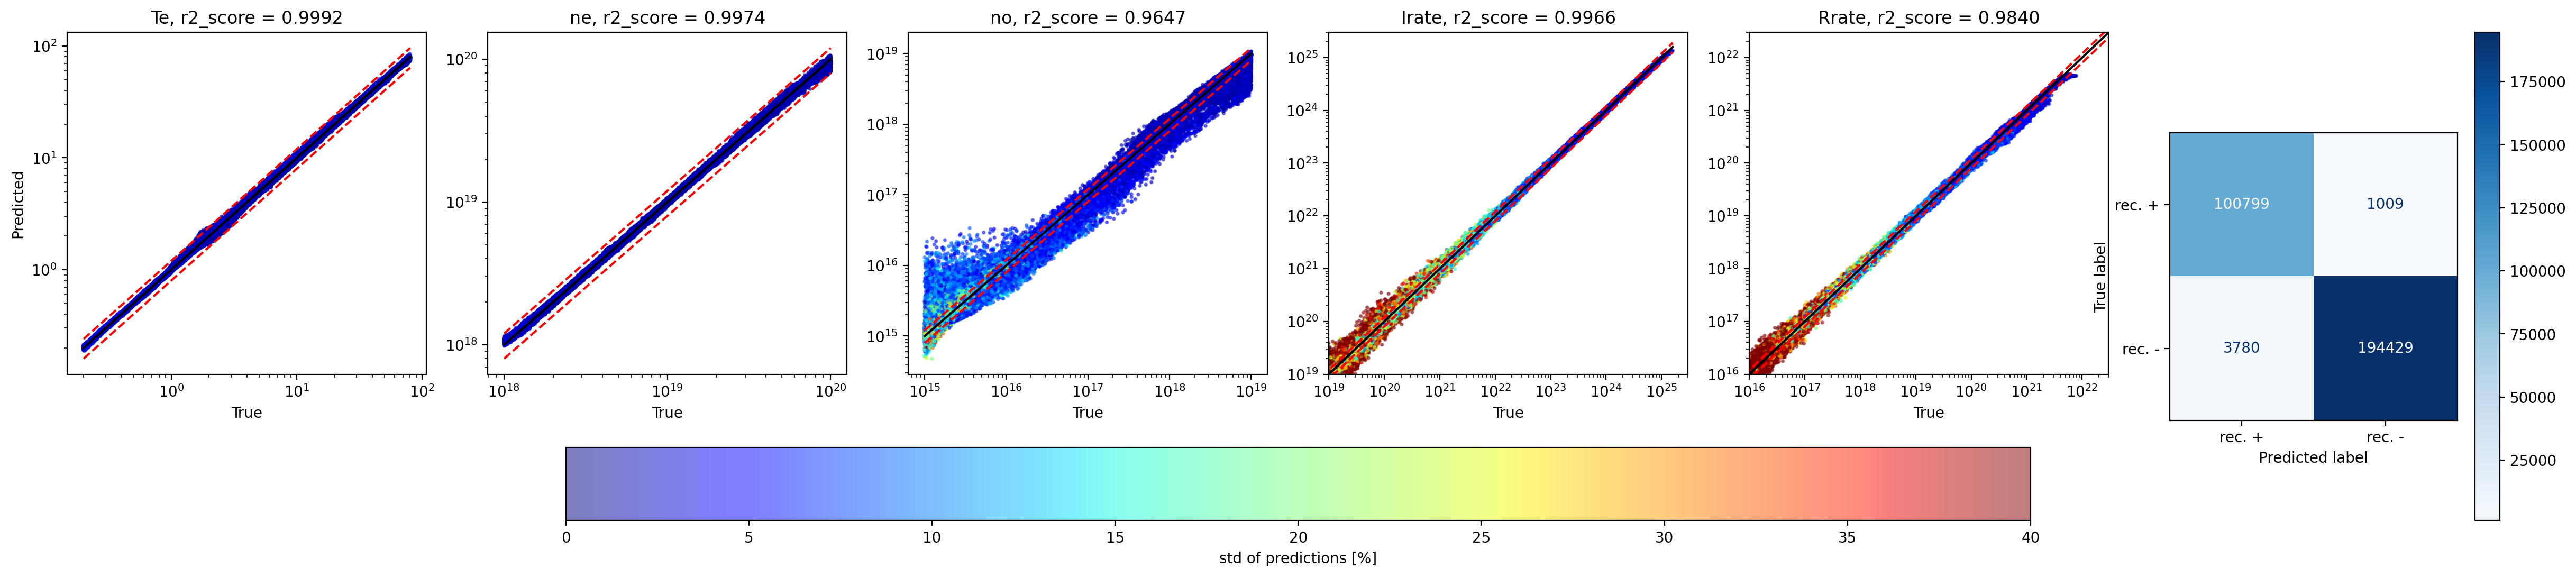 Te, r2_score = 0.9992
Predicted
10²
10¹
10⁰
10⁰ 10¹ 10²
True
ne, r2_score = 0.9974
10²⁰
10¹⁹
10¹⁸
10¹⁸ 10¹⁹ 10²⁰
True
no, r2_score = 0.9647
10¹⁹
10¹⁸
10¹⁷
10¹⁶
10¹⁵
10¹⁵ 10¹⁶ 10¹⁷ 10¹⁸ 10¹⁹
True
Irate, r2_score = 0.9966
10²⁵
10²⁴
10²³
10²²
10²¹
10²⁰
10¹⁹
10¹⁹ 10²⁰ 10²¹ 10²² 10²³ 10²⁴ 10²⁵
True
Rrate, r2_score = 0.9840
10²²
10²¹
10²⁰
10¹⁹
10¹⁸
10¹⁷
10¹⁶
10¹⁶ 10¹⁷ 10¹⁸ 10¹⁹ 10²⁰ 10²¹ 10²²
True
True label
rec. + 100799 1009
rec. - 3780 194429
rec. + rec. -
Predicted label
175000
150000
125000
100000
75000
50000
25000
0 5 10 15 20 25 30 35 40
std of predictions [%]